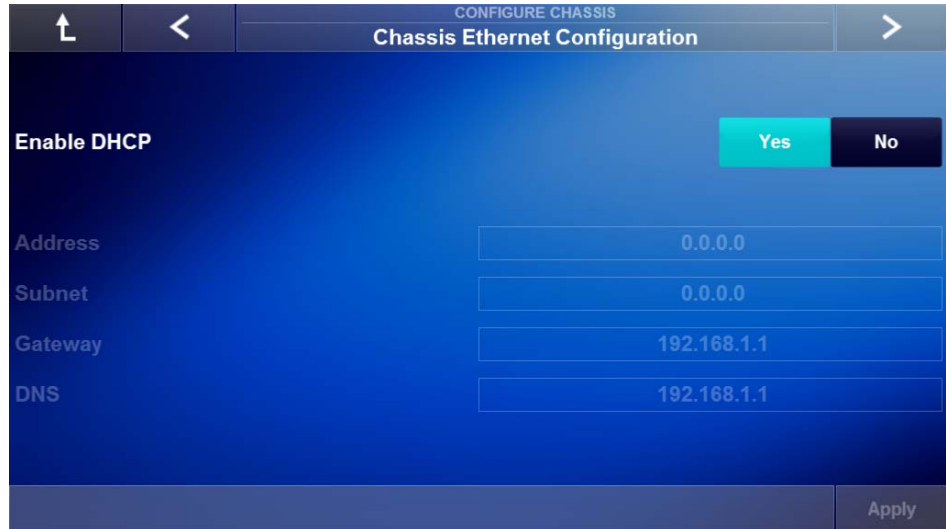 CONFIGURE CHASSIS
Chassis Ethernet Configuration
Enable DHCP Yes No
Address 0.0.0.0
Subnet 0.0.0.0
Gateway 192.168.1.1
DNS 192.168.1.1
Apply